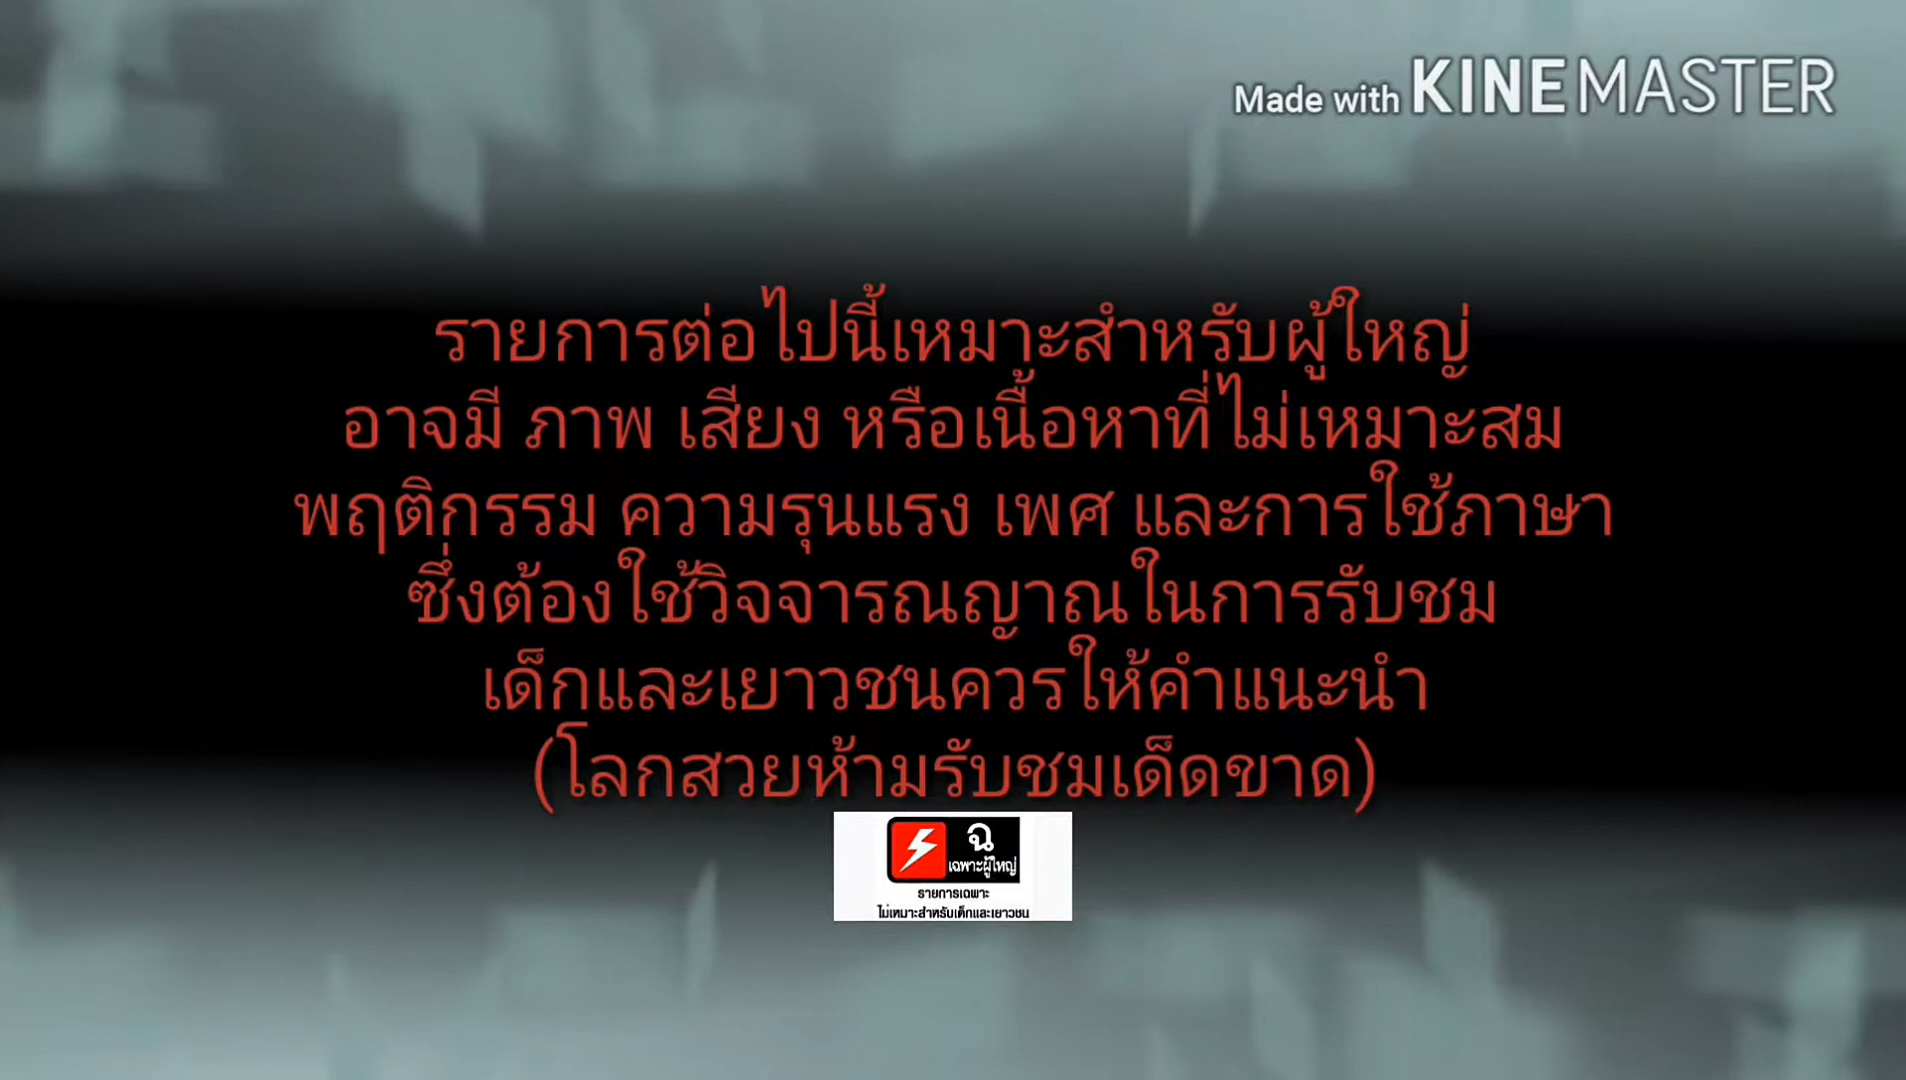 Made with KINEMASTER
รายการต่อไปนี้เหมาะสำหรับผู้ใหญ่
อาจมี ภาพ เสียง หรือเนื้อหาที่ไม่เหมาะสม
พฤติกรรม ความรุนแรง เพศ และการใช้ภาษา
ซึ่งต้องใช้วิจจารณญาณในการรับชม
เด็กและเยาวชนควรให้คำแนะนำ
(โลกสวยห้ามรับชมเด็ดขาด)
ฉ
เฉพาะผู้ใหญ่
รายการเฉพาะ
ไม่เหมาะสำหรับเด็กและเยาวชน